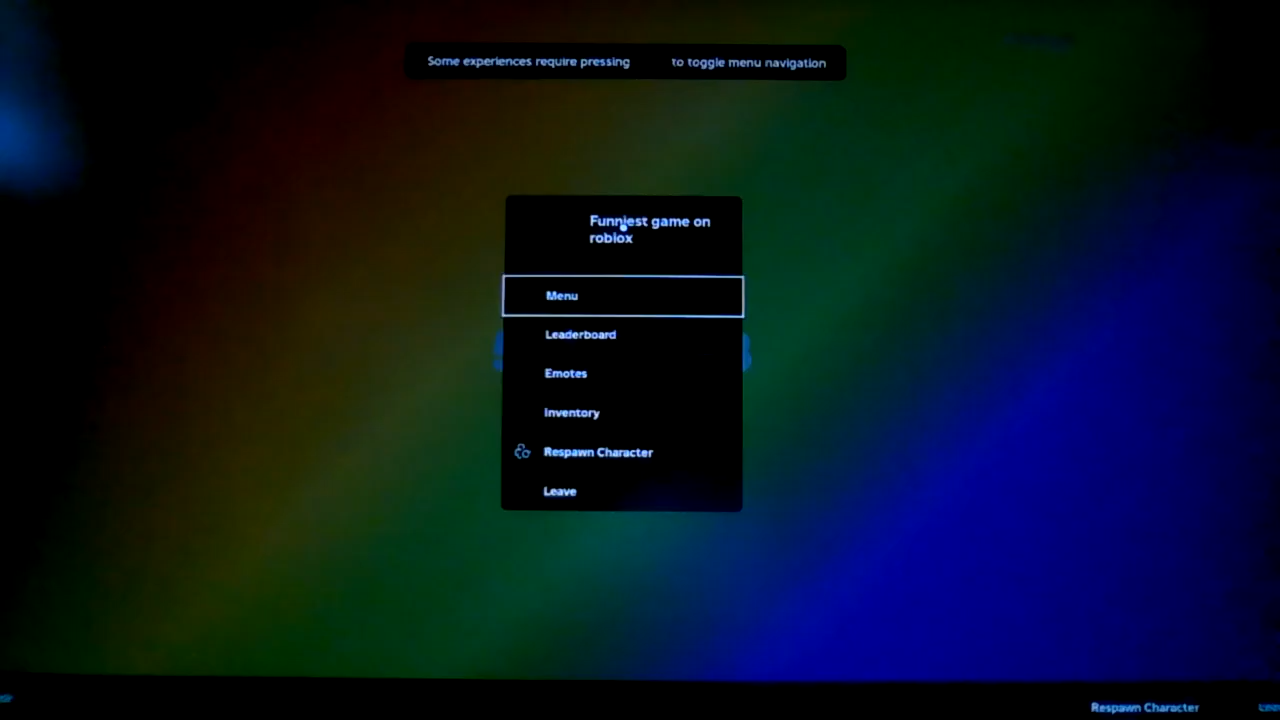 Some experiences require pressing to toggle menu navigation
Funniest game on
roblox
Menu
Leaderboard
Emotes
Inventory
Respawn Character
Leave
Respawn Character